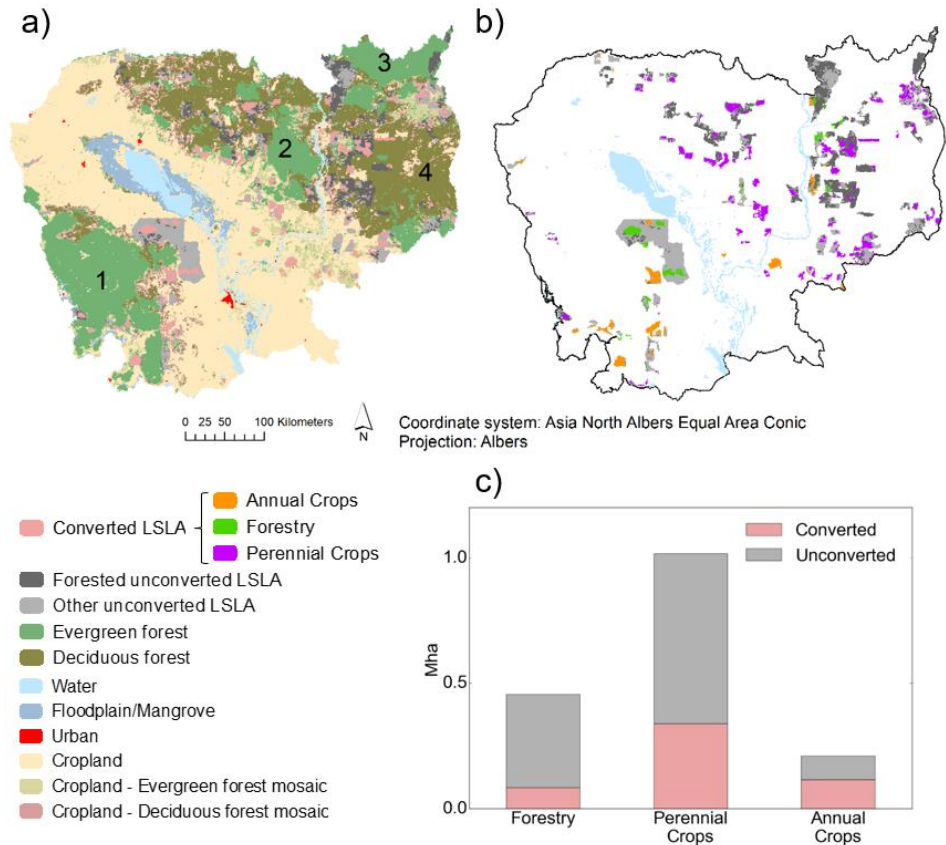 a)
b)
3
2
4
1
0 25 50 100 Kilometers
N
Coordinate system: Asia North Albers Equal Area Conic
Projection: Albers
Converted LSLA
Annual Crops
Forestry
Perennial Crops
Forested unconverted LSLA
Other unconverted LSLA
Evergreen forest
Deciduous forest
Water
Floodplain/Mangrove
Urban
Cropland
Cropland - Evergreen forest mosaic
Cropland - Deciduous forest mosaic
c)
Converted
Unconverted
1.0
0.5
0.0
Mha
Forestry
Perennial
Crops
Annual
Crops